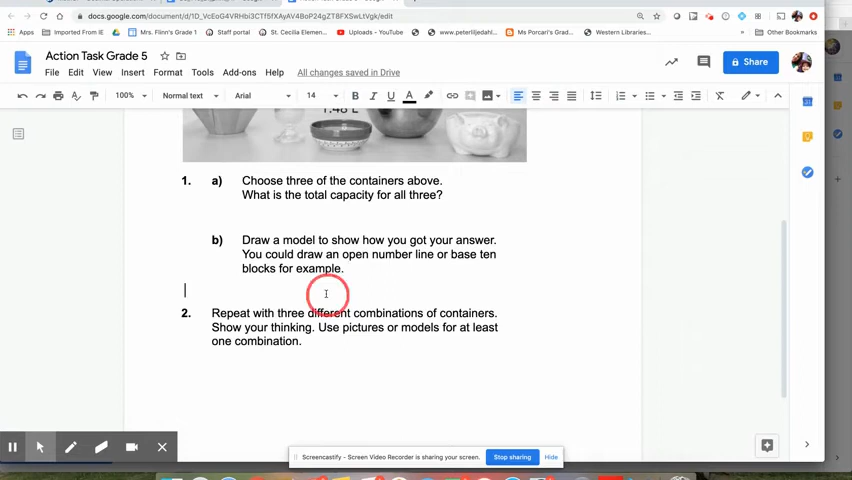 docs.google.com/document/d/1D_VcEoG4VRHbi3CTf5fXAyAV4BoP24gZT8FXSwLtVgk/edit
Apps
Imported From IE
Mrs. Flinn's Grade 1...
Staff portal
St. Cecilia Elemen...
Uploads - YouTube
www.peterliljedahl...
Ms Porcari's Grad...
Western Libraries...
»
Other Bookmarks
Action Task Grade 5
File Edit View Insert Format Tools Add-ons Help All changes saved in Drive
Share
100% Normal text Arial 14 B I U A
1.48 L
1. a) Choose three of the containers above.
What is the total capacity for all three?
b) Draw a model to show how you got your answer.
You could draw an open number line or base ten
blocks for example.
2. Repeat with three different combinations of containers.
Show your thinking. Use pictures or models for at least
one combination.
Screencastify - Screen Video Recorder is sharing your screen.
Stop sharing
Hide